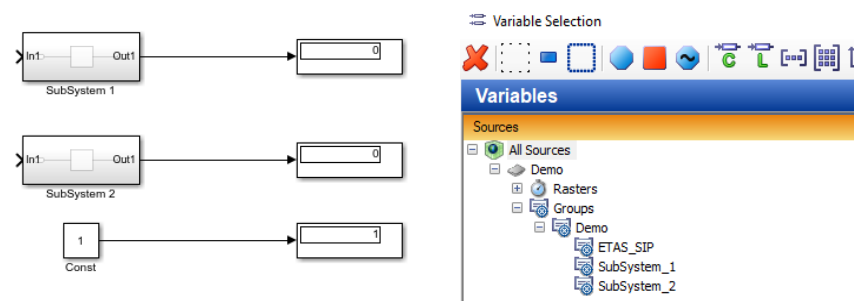 In1 Out1 0
SubSystem 1
In1 Out1 0
SubSystem 2
1 1
Const
Variable Selection
C L
Variables
Sources
All Sources
Demo
Rasters
Groups
Demo
ETAS_SIP
SubSystem_1
SubSystem_2